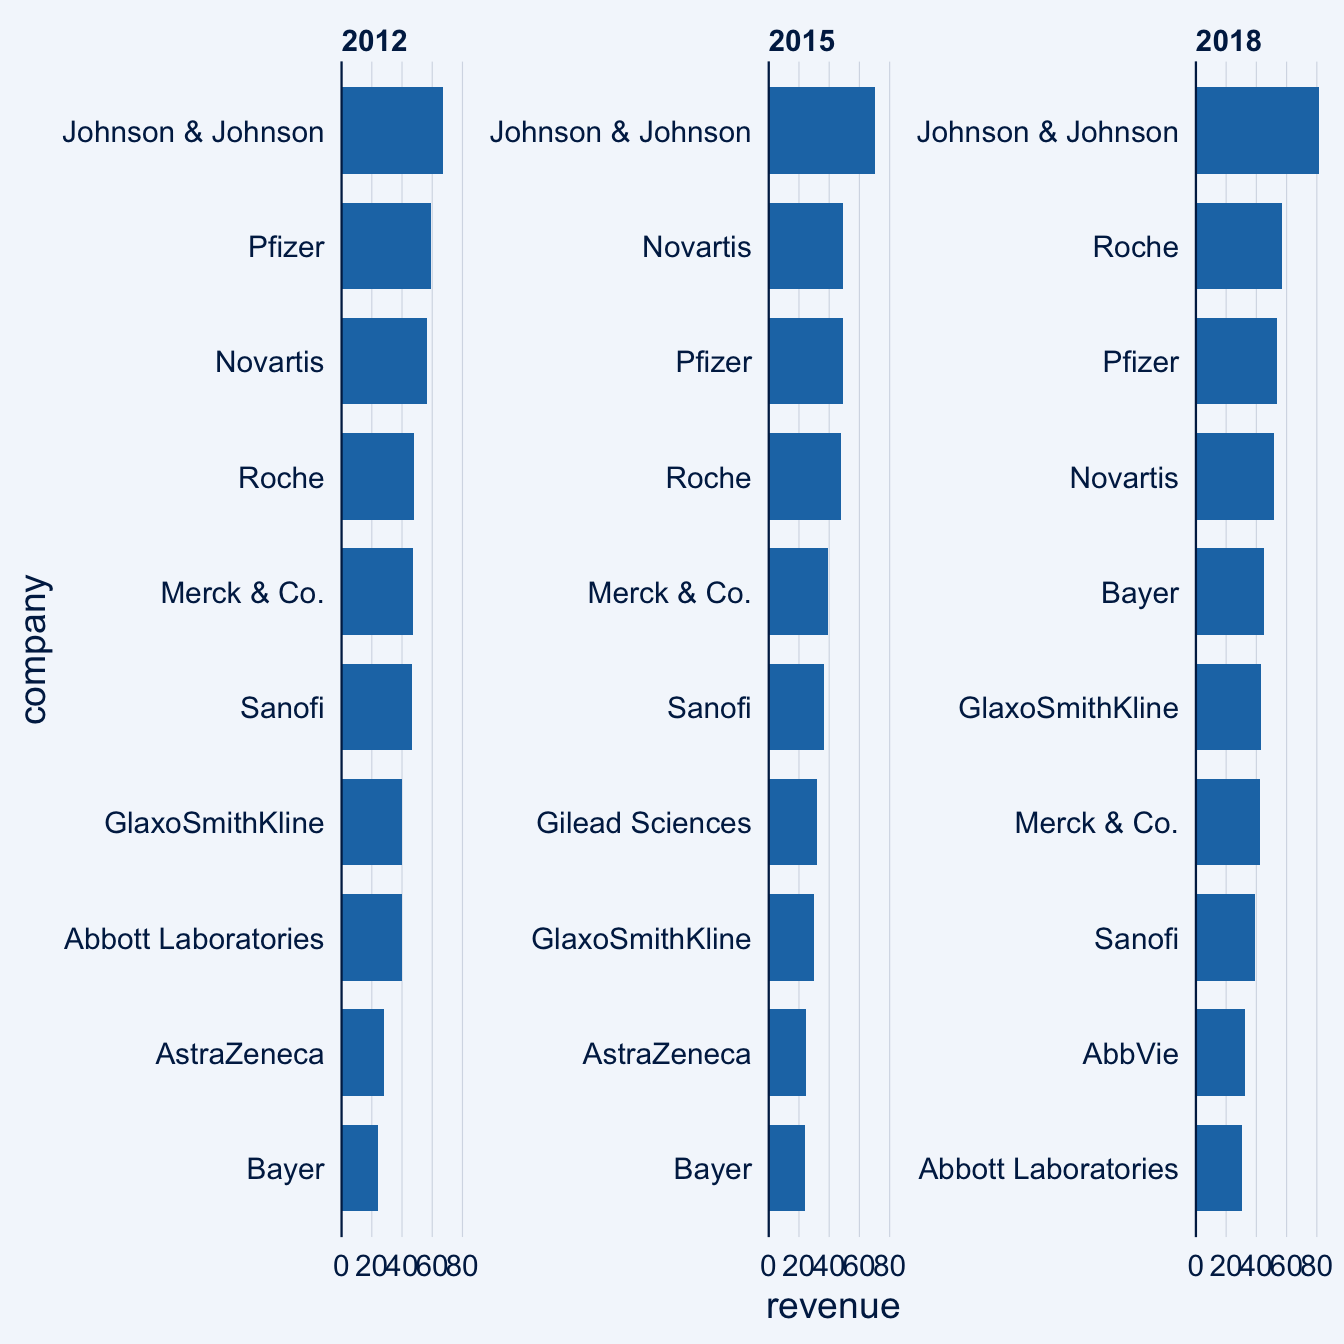 2012
Johnson & Johnson
Pfizer
Novartis
Roche
Merck & Co.
Sanofi
GlaxoSmithKline
Abbott Laboratories
AstraZeneca
Bayer
0 20 40 60 80
2015
Johnson & Johnson
Novartis
Pfizer
Roche
Merck & Co.
Sanofi
Gilead Sciences
GlaxoSmithKline
AstraZeneca
Bayer
0 20 40 60 80
2018
Johnson & Johnson
Roche
Pfizer
Novartis
Bayer
GlaxoSmithKline
Merck & Co.
Sanofi
AbbVie
Abbott Laboratories
0 20 40 60 80
company
revenue